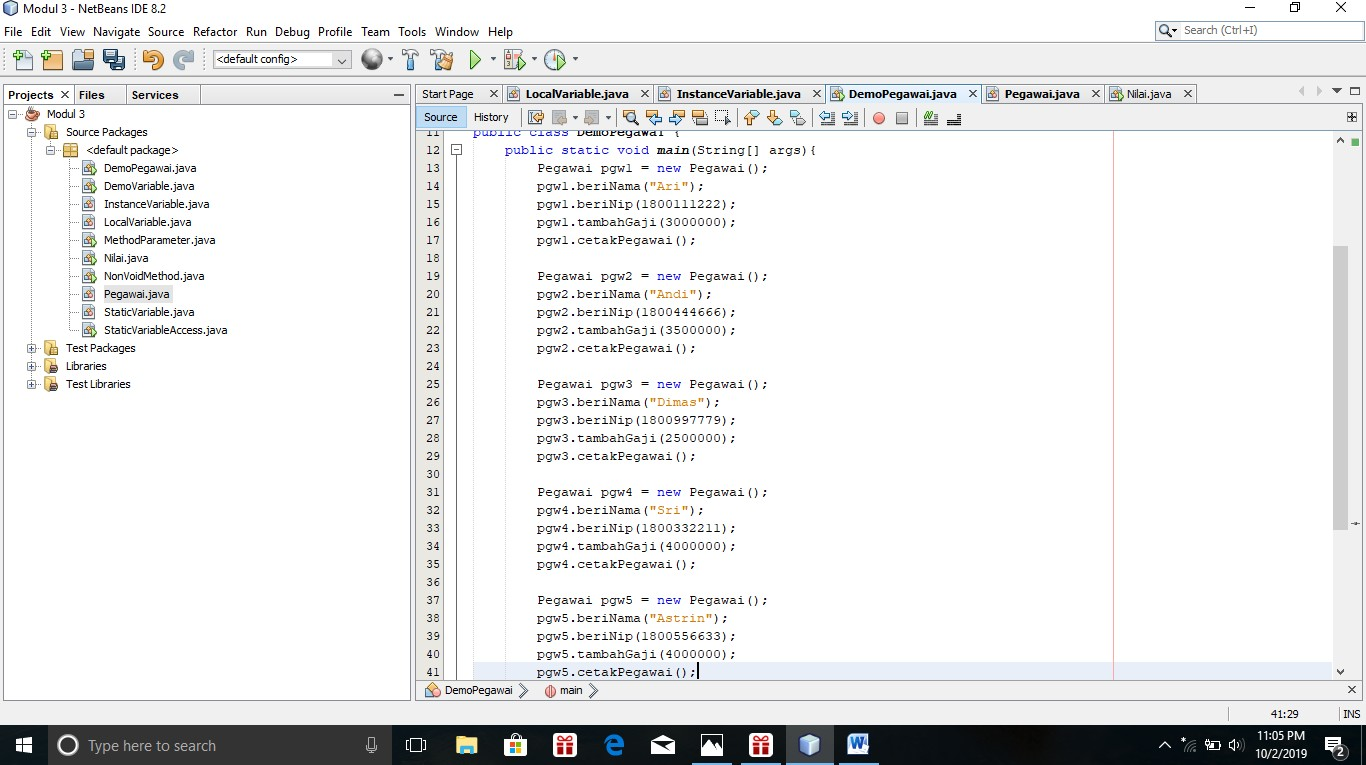 Modul 3 - NetBeans IDE 8.2
File Edit View Navigate Source Refactor Run Debug Profile Team Tools Window Help
Search (Ctrl+I)
<default config>
Projects Files Services
Start Page LocalVariable.java InstanceVariable.java DemoPegawai.java Pegawai.java Nilai.java
Source History
Modul 3
Source Packages
<default package>
DemoPegawai.java
DemoVariable.java
InstanceVariable.java
LocalVariable.java
MethodParameter.java
Nilai.java
NonVoidMethod.java
Pegawai.java
StaticVariable.java
StaticVariableAccess.java
Test Packages
Libraries
Test Libraries
11 public class DemoPegawai {
12 public static void main(String[] args){
13 Pegawai pgw1 = new Pegawai();
14 pgw1.beriNama("Ari");
15 pgw1.beriNip(1800111222);
16 pgw1.tambahGaji(3000000);
17 pgw1.cetakPegawai();
18
19 Pegawai pgw2 = new Pegawai();
20 pgw2.beriNama("Andi");
21 pgw2.beriNip(1800444666);
22 pgw2.tambahGaji(3500000);
23 pgw2.cetakPegawai();
24
25 Pegawai pgw3 = new Pegawai();
26 pgw3.beriNama("Dimas");
27 pgw3.beriNip(1800997779);
28 pgw3.tambahGaji(2500000);
29 pgw3.cetakPegawai();
30
31 Pegawai pgw4 = new Pegawai();
32 pgw4.beriNama("Sri");
33 pgw4.beriNip(1800332211);
34 pgw4.tambahGaji(4000000);
35 pgw4.cetakPegawai();
36
37 Pegawai pgw5 = new Pegawai();
38 pgw5.beriNama("Astrin");
39 pgw5.beriNip(1800556633);
40 pgw5.tambahGaji(4000000);
41 pgw5.cetakPegawai();
DemoPegawai main
41:29 INS
Type here to search
11:05 PM
10/2/2019
2